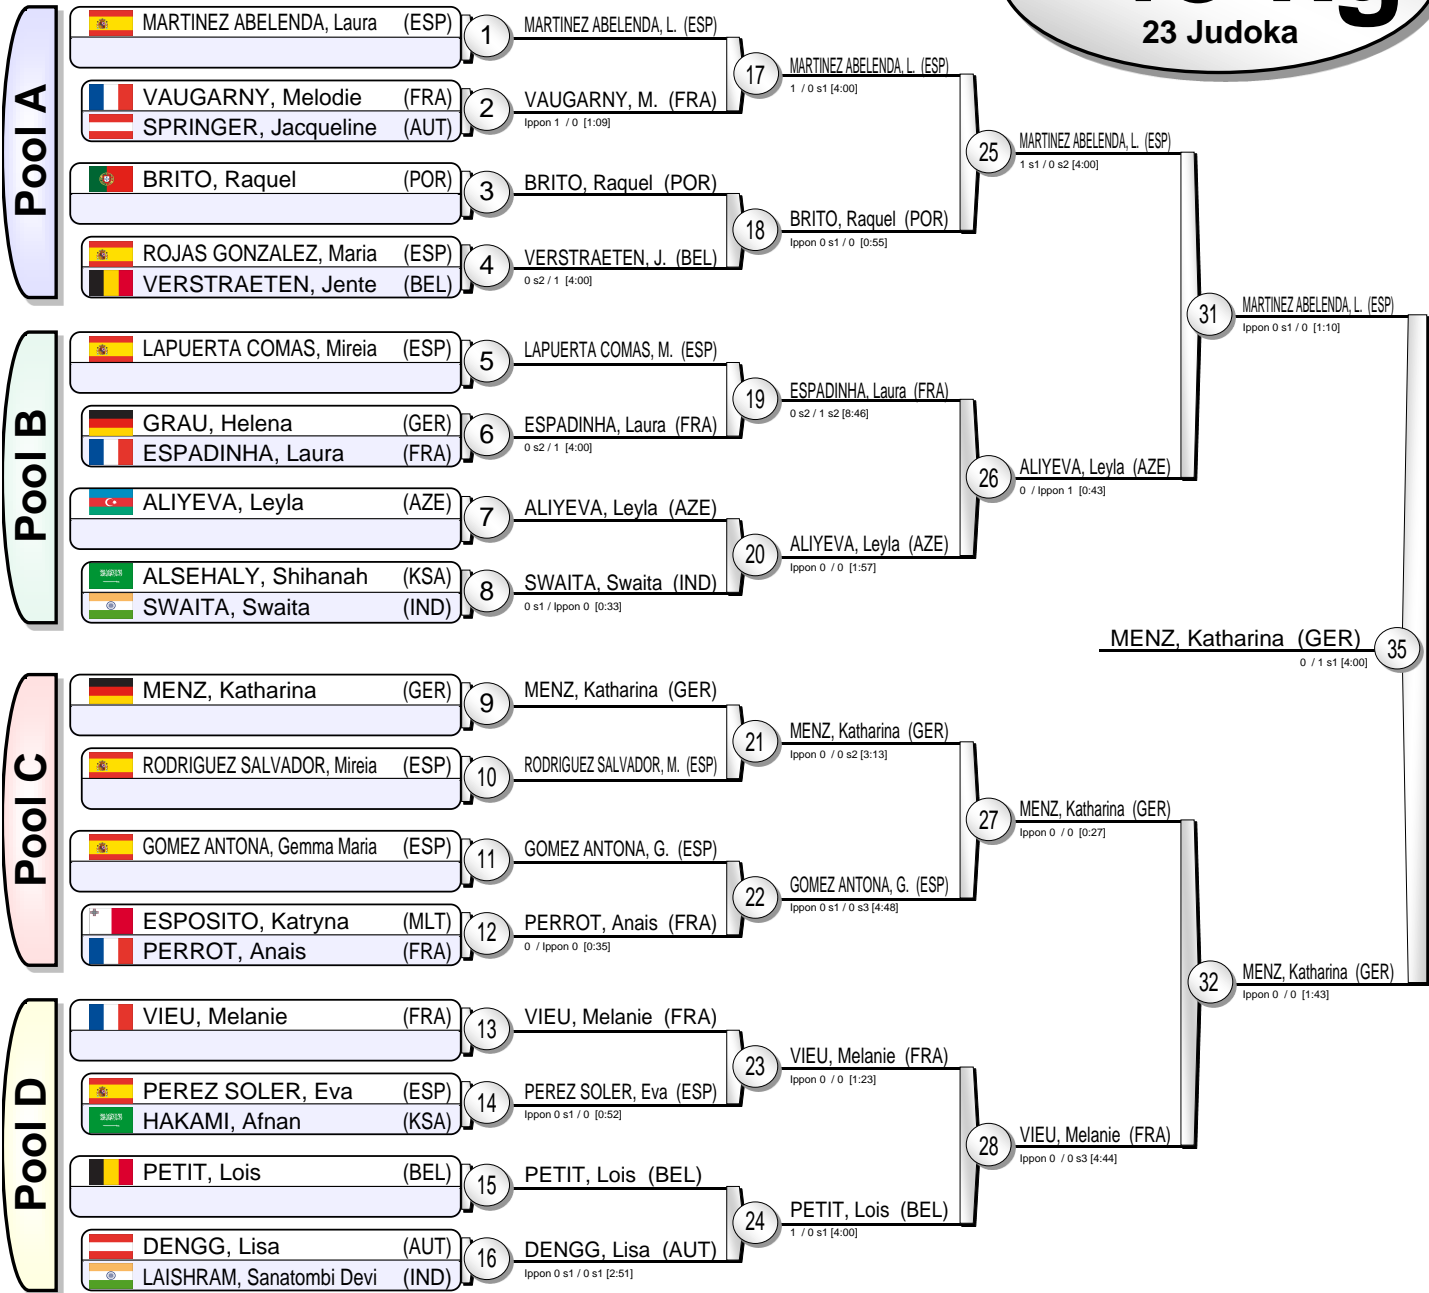 23 Judoka
Pool A
MARTINEZ ABELENDA, Laura (ESP)
VAUGARNY, Melodie (FRA)
SPRINGER, Jacqueline (AUT)
BRITO, Raquel (POR)
ROJAS GONZALEZ, Maria (ESP)
VERSTRAETEN, Jente (BEL)
1
2
3
4
MARTINEZ ABELENDA, L. (ESP)
VAUGARNY, M. (FRA)
Ippon 1 / 0 [1:09]
BRITO, Raquel (POR)
VERSTRAETEN, J. (BEL)
0 s2 / 1 [4:00]
17
18
MARTINEZ ABELENDA, L. (ESP)
1 / 0 s1 [4:00]
BRITO, Raquel (POR)
Ippon 0 s1 / 0 [0:55]
25
MARTINEZ ABELENDA, L. (ESP)
1 s1 / 0 s2 [4:00]
Pool B
LAPUERTA COMAS, Mireia (ESP)
GRAU, Helena (GER)
ESPADINHA, Laura (FRA)
ALIYEVA, Leyla (AZE)
ALSEHALY, Shihanah (KSA)
SWAITA, Swaita (IND)
5
6
7
8
LAPUERTA COMAS, M. (ESP)
ESPADINHA, Laura (FRA)
0 s2 / 1 [4:00]
ALIYEVA, Leyla (AZE)
SWAITA, Swaita (IND)
0 s1 / Ippon 0 [0:33]
19
20
ESPADINHA, Laura (FRA)
0 s2 / 1 s2 [8:46]
ALIYEVA, Leyla (AZE)
Ippon 0 / 0 [1:57]
26
ALIYEVA, Leyla (AZE)
0 / Ippon 1 [0:43]
31
MARTINEZ ABELENDA, L. (ESP)
Ippon 0 s1 / 0 [1:10]
MENZ, Katharina (GER)
0 / 1 s1 [4:00]
35
Pool C
MENZ, Katharina (GER)
RODRIGUEZ SALVADOR, Mireia (ESP)
GOMEZ ANTONA, Gemma Maria (ESP)
ESPOSITO, Katryna (MLT)
PERROT, Anais (FRA)
9
10
11
12
MENZ, Katharina (GER)
RODRIGUEZ SALVADOR, M. (ESP)
GOMEZ ANTONA, G. (ESP)
PERROT, Anais (FRA)
0 / Ippon 0 [0:35]
21
22
MENZ, Katharina (GER)
Ippon 0 / 0 s2 [3:13]
GOMEZ ANTONA, G. (ESP)
Ippon 0 s1 / 0 s3 [4:48]
27
MENZ, Katharina (GER)
Ippon 0 / 0 [0:27]
Pool D
VIEU, Melanie (FRA)
PEREZ SOLER, Eva (ESP)
HAKAMI, Afnan (KSA)
PETIT, Lois (BEL)
DENGG, Lisa (AUT)
LAISHRAM, Sanatombi Devi (IND)
13
14
15
16
VIEU, Melanie (FRA)
PEREZ SOLER, Eva (ESP)
Ippon 0 s1 / 0 [0:52]
PETIT, Lois (BEL)
DENGG, Lisa (AUT)
Ippon 0 s1 / 0 s1 [2:51]
23
24
VIEU, Melanie (FRA)
Ippon 0 / 0 [1:23]
PETIT, Lois (BEL)
1 / 0 s1 [4:00]
28
VIEU, Melanie (FRA)
Ippon 0 / 0 s3 [4:44]
32
MENZ, Katharina (GER)
Ippon 0 / 0 [1:43]